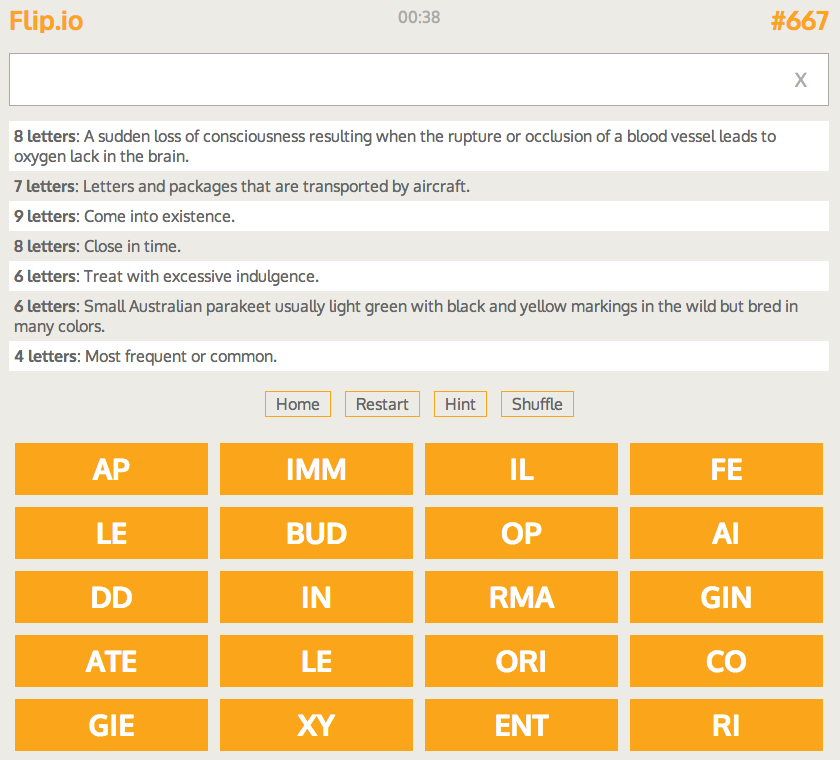 Flip.io 00:38 #667
X
8 letters: A sudden loss of consciousness resulting when the rupture or occlusion of a blood vessel leads to
oxygen lack in the brain.
7 letters: Letters and packages that are transported by aircraft.
9 letters: Come into existence.
8 letters: Close in time.
6 letters: Treat with excessive indulgence.
6 letters: Small Australian parakeet usually light green with black and yellow markings in the wild but bred in
many colors.
4 letters: Most frequent or common.
Home Restart Hint Shuffle
AP IMM IL FE
LE BUD OP AI
DD IN RMA GIN
ATE LE ORI CO
GIE XY ENT RI